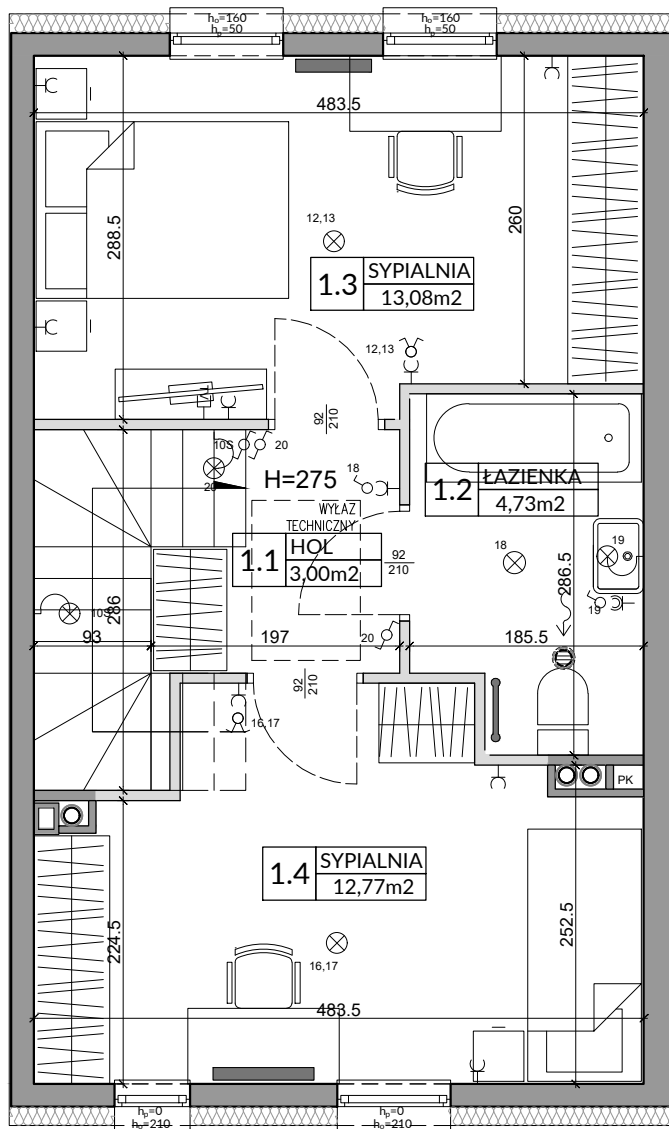 hₒ=160
hₚ=50
hₒ=160
hₚ=50
483.5
288.5
260
12,13
1.3
SYPIALNIA
13,08m2
12,13
92
210
10S
20
18
20
H=275
1.2
ŁAZIENKA
4,73m2
WYŁAZ
TECHNICZNY
1.1
HOL
3,00m2
92
210
18
19
286.5
19
286
10S
93
197
20
185.5
92
210
16,17
PK
1.4
SYPIALNIA
12,77m2
224.5
252.5
16,17
483.5
hₚ=0
hₒ=210
hₚ=0
hₒ=210